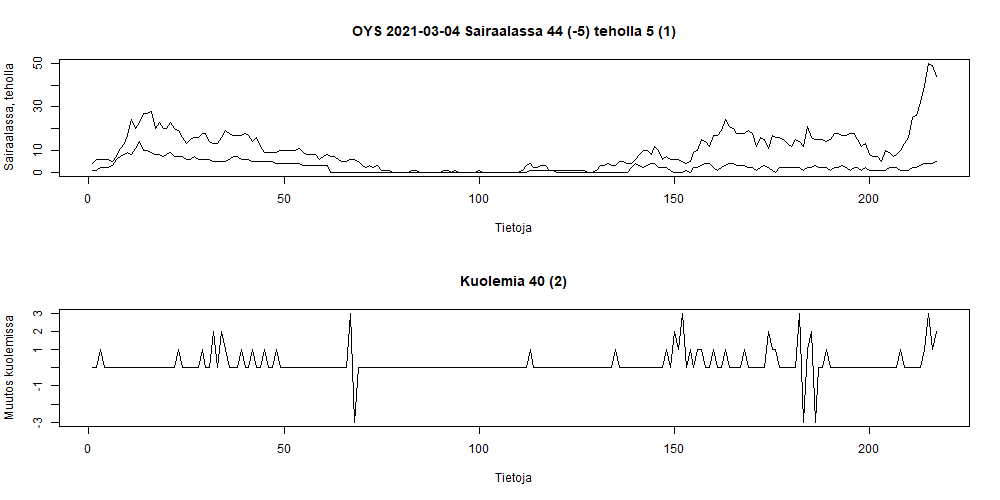 OYS 2021-03-04 Sairaalassa 44 (-5) teholla 5 (1)
Sairaalassa, teholla
50
30
10
0
0 50 100 150 200
Tietoja
Kuolemia 40 (2)
Muutos kuolemissa
3
2
1
-1
-3
0 50 100 150 200
Tietoja